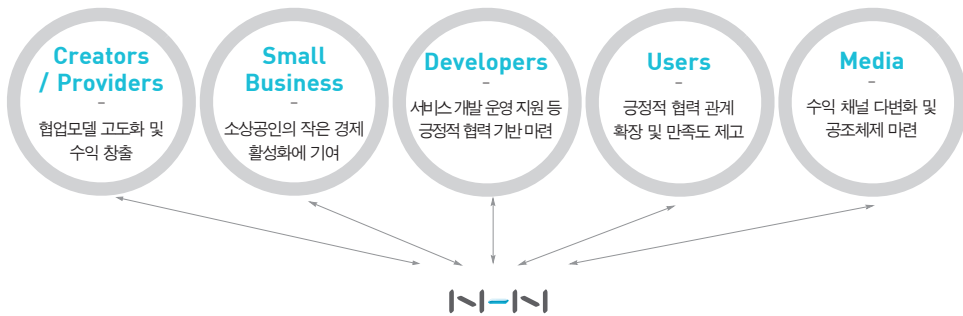 Creators
/ Providers
–
협업모델 고도화 및
수익 창출
Small
Business
–
소상공인의 작은 경제
활성화에 기여
Developers
–
서비스 개발 운영 지원 등
긍정적 협력 기반 마련
Users
–
긍정적 협력 관계
확장 및 만족도 제고
Media
–
수익 채널 다변화 및
공조체제 마련
N-N